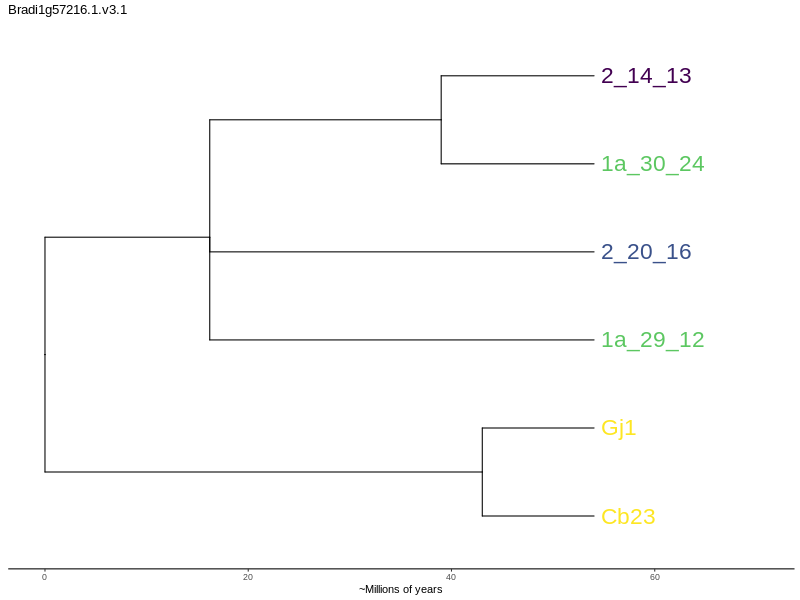 Bradi1g57216.1.v3.1
2_14_13
1a_30_24
2_20_16
1a_29_12
Gj1
Cb23
0 20 40 60
~Millions of years